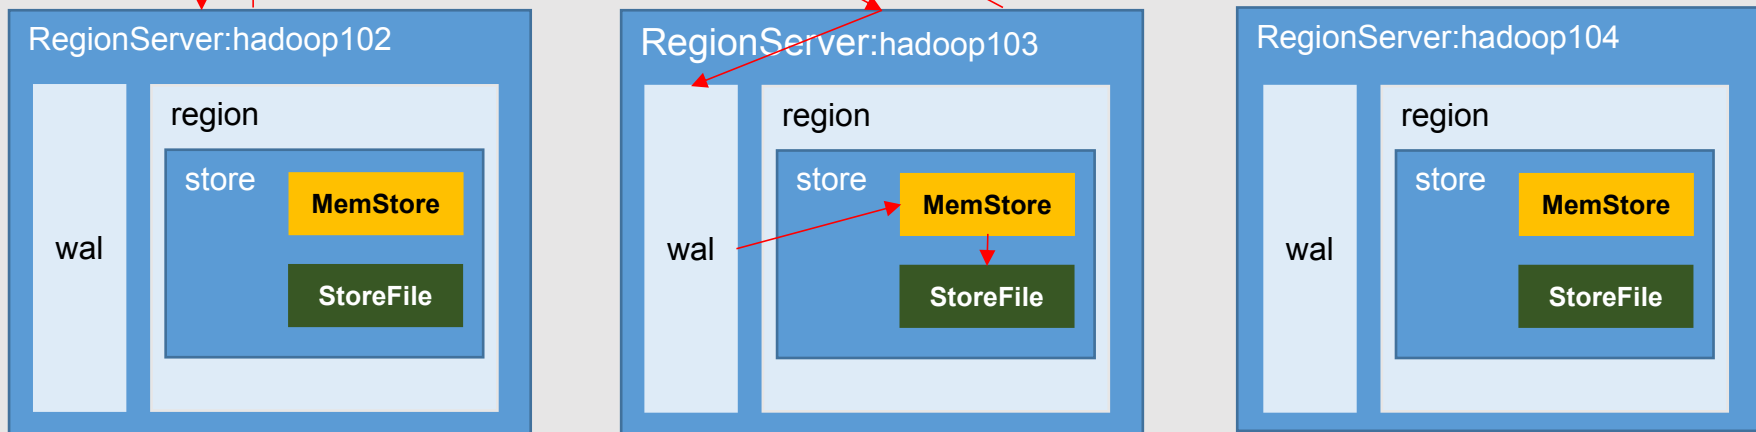 RegionServer:hadoop102
wal
region
store
MemStore
StoreFile
RegionServer:hadoop103
wal
region
store
MemStore
StoreFile
RegionServer:hadoop104
wal
region
store
MemStore
StoreFile